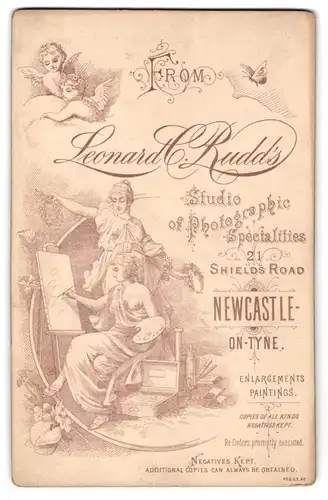 FROM
Leonard C. Rudd's
Studio
of Photographic
Specialities
21
SHIELDS ROAD
NEWCASTLE-
ON-TYNE.
ENLARGEMENTS
PAINTINGS.
COPIES OF ALL KINDS
NEGATIVES KEPT.
Re-Orders promptly executed.
NEGATIVES KEPT.
ADDITIONAL COPIES CAN ALWAYS BE OBTAINED.